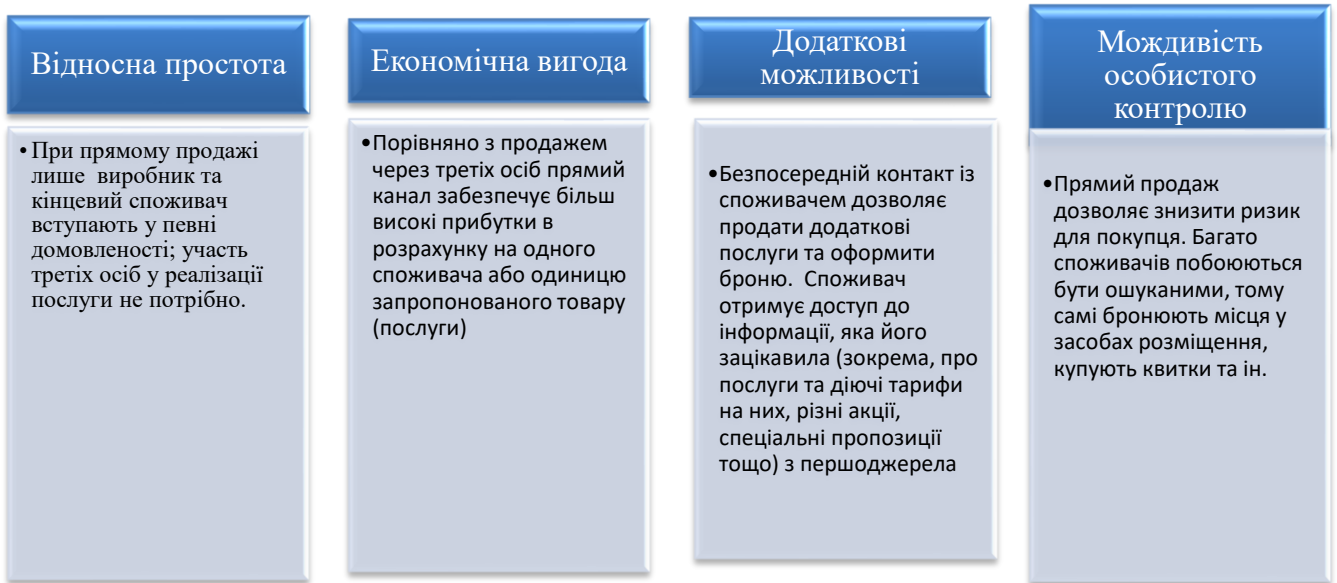 Відносна простота
• При прямому продажі
лише  виробник та
кінцевий споживач
вступають у певні
домовленості; участь
третіх осіб у реалізації
послуги не потрібно.
Економічна вигода
•Порівняно з продажем
через третіх осіб прямий
канал забезпечує більш
високі прибутки в
розрахунку на одного
споживача або одиницю
запропонованого товару
(послуги)
Додаткові
можливості
•Безпосередній контакт із
споживачем дозволяє
продати додаткові
послуги та оформити
броню.  Споживач
отримує доступ до
інформації, яка його
зацікавила (зокрема, про
послуги та діючі тарифи
на них, різні акції,
спеціальні пропозиції
тощо) з першоджерела
Мождивість
особистого
контролю
•Прямий продаж
дозволяє знизити ризик
для покупця. Багато
споживачів побоюються
бути ошуканими, тому
самі бронюють місця у
засобах розміщення,
купують квитки та ін.